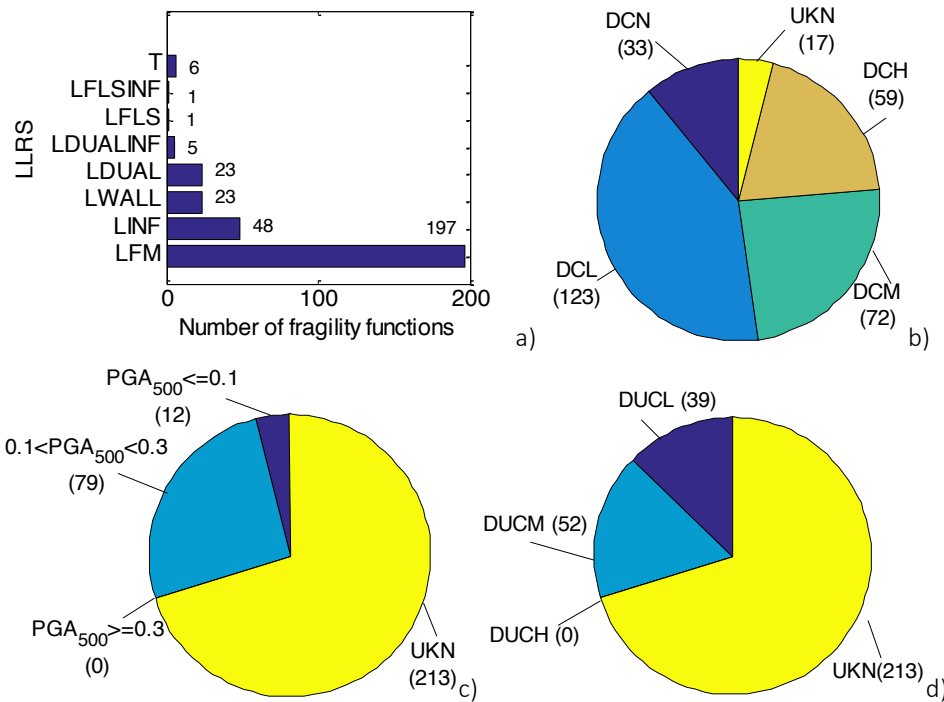 LLRS
T
6
LFLSINF
1
LFLS
1
LDUALINF
5
LDUAL
23
LWALL
23
LINF
48
LFM
197
0
100
200
Number of fragility functions
a)
DCN
(33)
UKN
(17)
DCH
(59)
DCL
(123)
DCM
(72)
b)
PGA500<=0.1
(12)
0.1<PGA500<0.3
(79)
PGA500>=0.3
(0)
UKN
(213)
c)
DUCL (39)
DUCM (52)
DUCH (0)
UKN(213)
d)